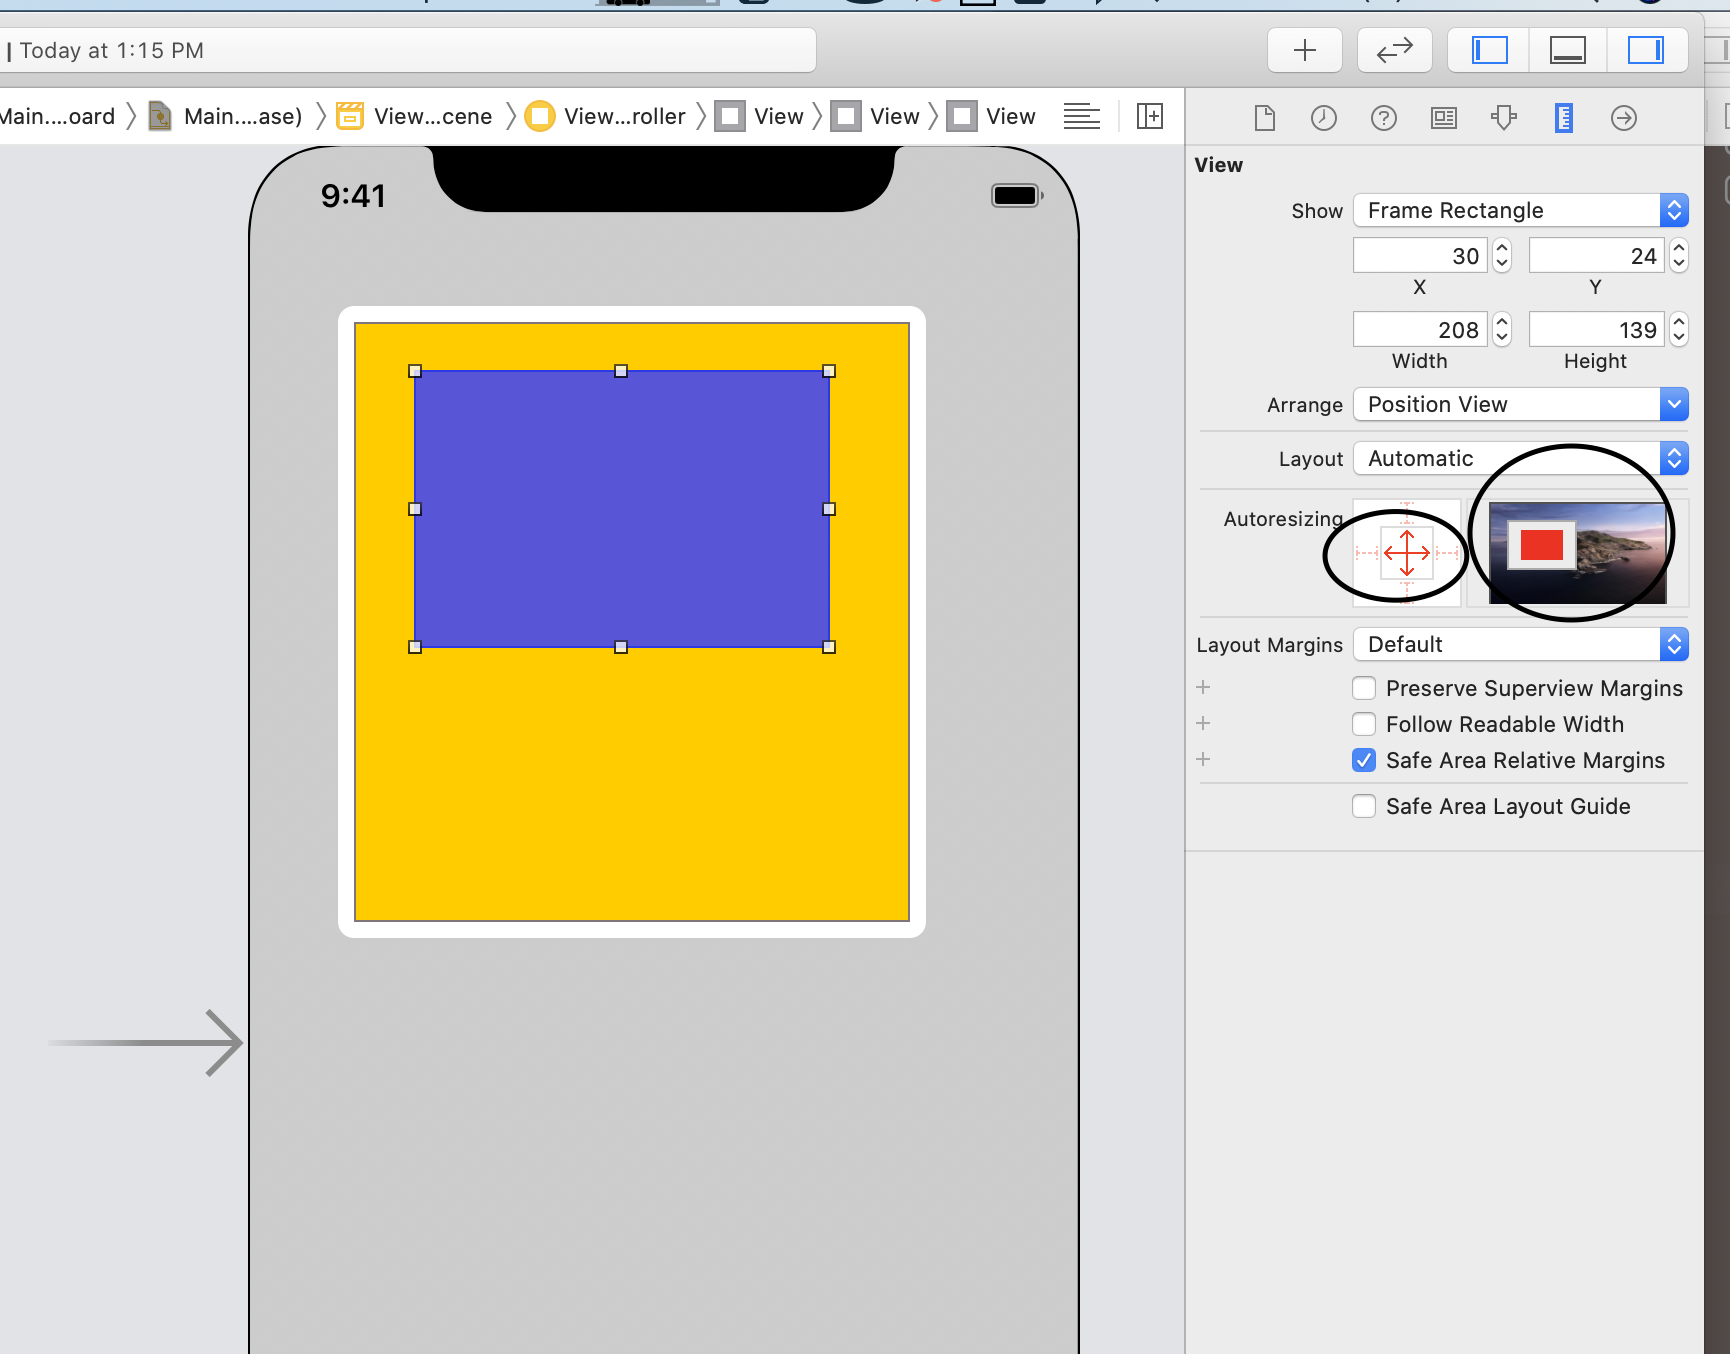 | Today at 1:15 PM
Main....oard
Main....ase)
View...cene
View...roller
View
View
View
View
9:41
Show
Frame Rectangle
30
24
X
Y
208
139
Width
Height
Arrange
Position View
Layout
Automatic
Autoresizing
Layout Margins
Default
Preserve Superview Margins
Follow Readable Width
Safe Area Relative Margins
Safe Area Layout Guide